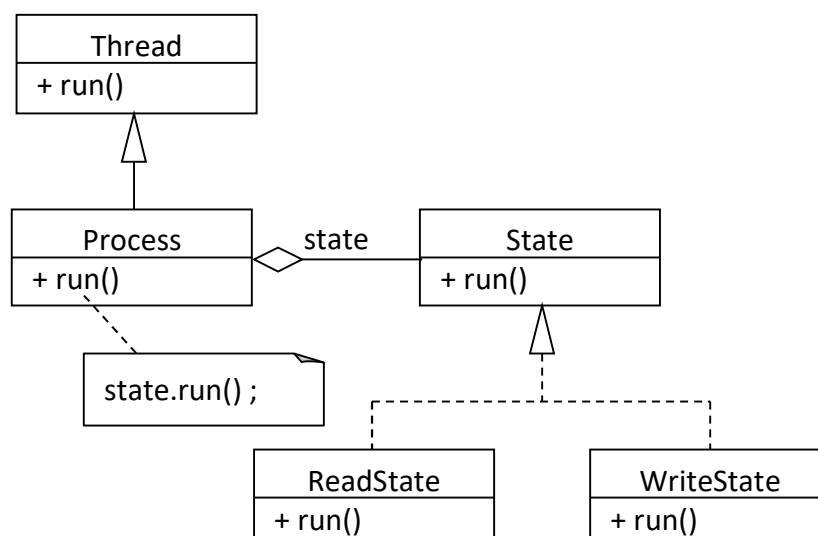 Thread
+ run()
Process
+ run()
state
State
+ run()
state.run() ;
ReadState
+ run()
WriteState
+ run()